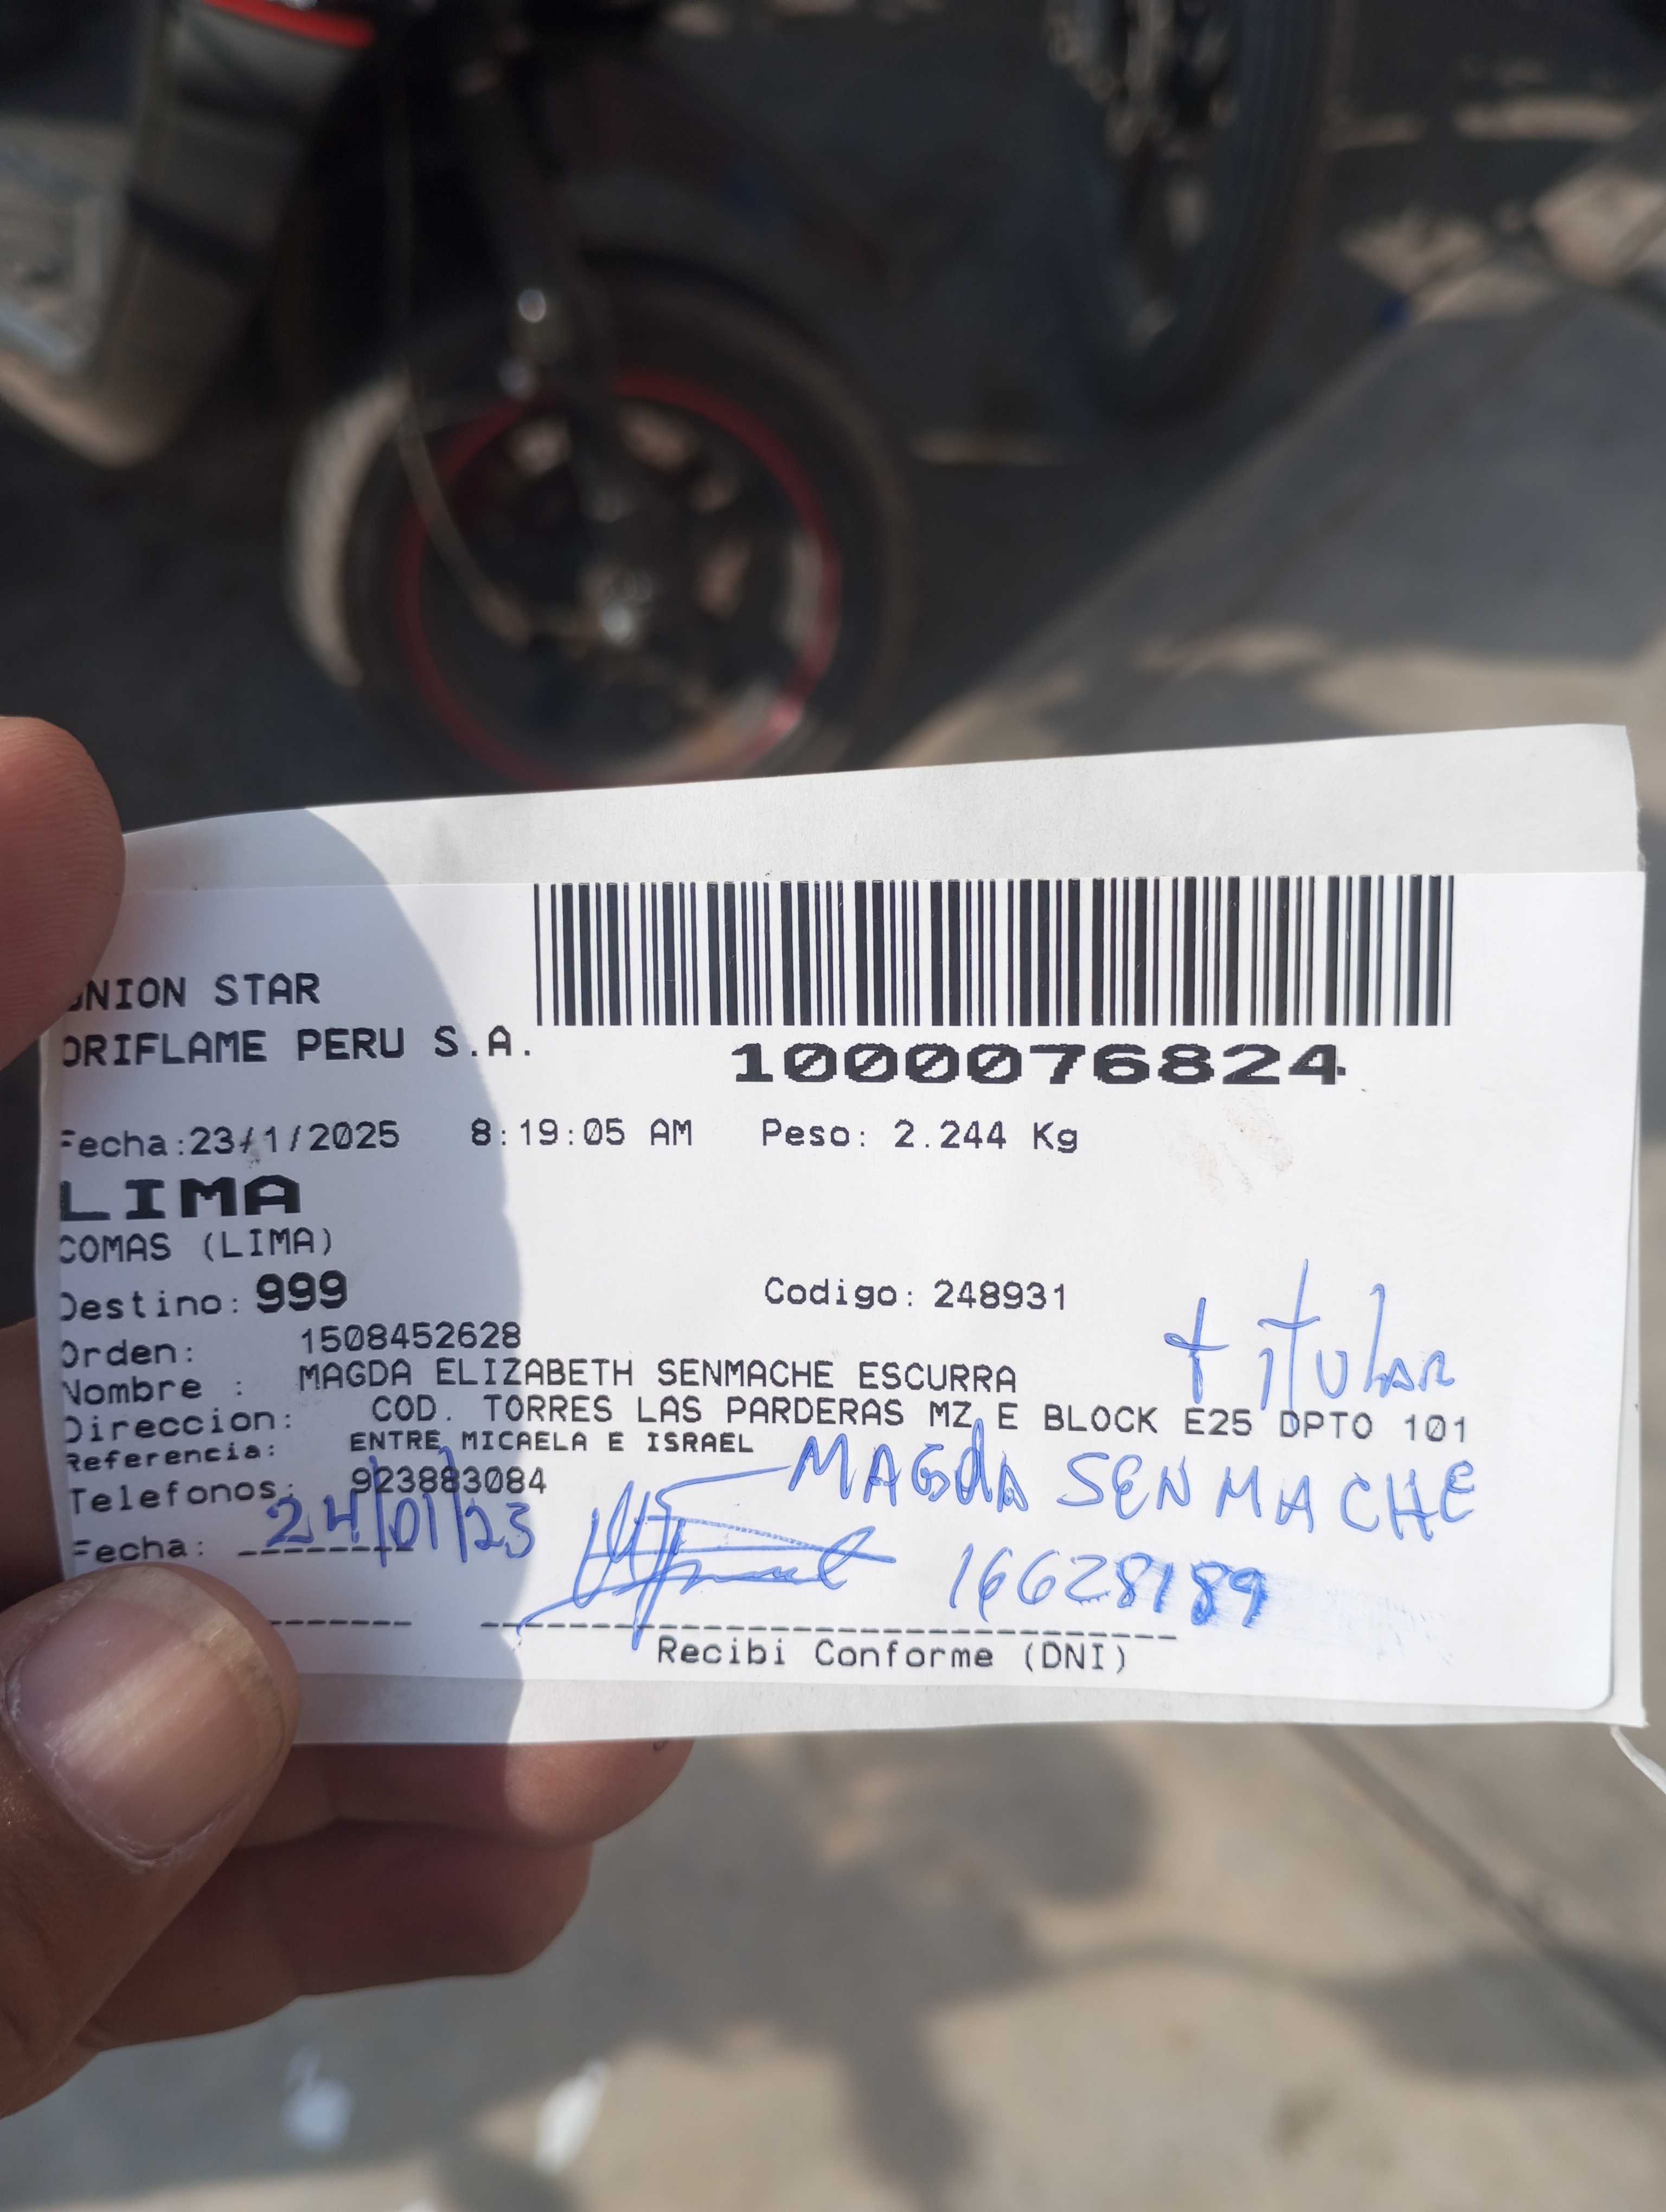 UNION STAR
ORIFLAME PERU S.A.
1000076824
Fecha:23/1/2025 8:19:05 AM Peso: 2.244 Kg
LIMA
COMAS (LIMA)
Destino: 999 Codigo: 248931
Orden: 1508452628
titular
Nombre : MAGDA ELIZABETH SENMACHE ESCURRA
Direccion: COD. TORRES LAS PARDERAS MZ E BLOCK E25 DPTO 101
Referencia: ENTRE MICAELA E ISRAEL
Telefonos: 923883084
MAGDA SENMACHE
Fecha: 24/01/23
16628189
Recibi Conforme (DNI)